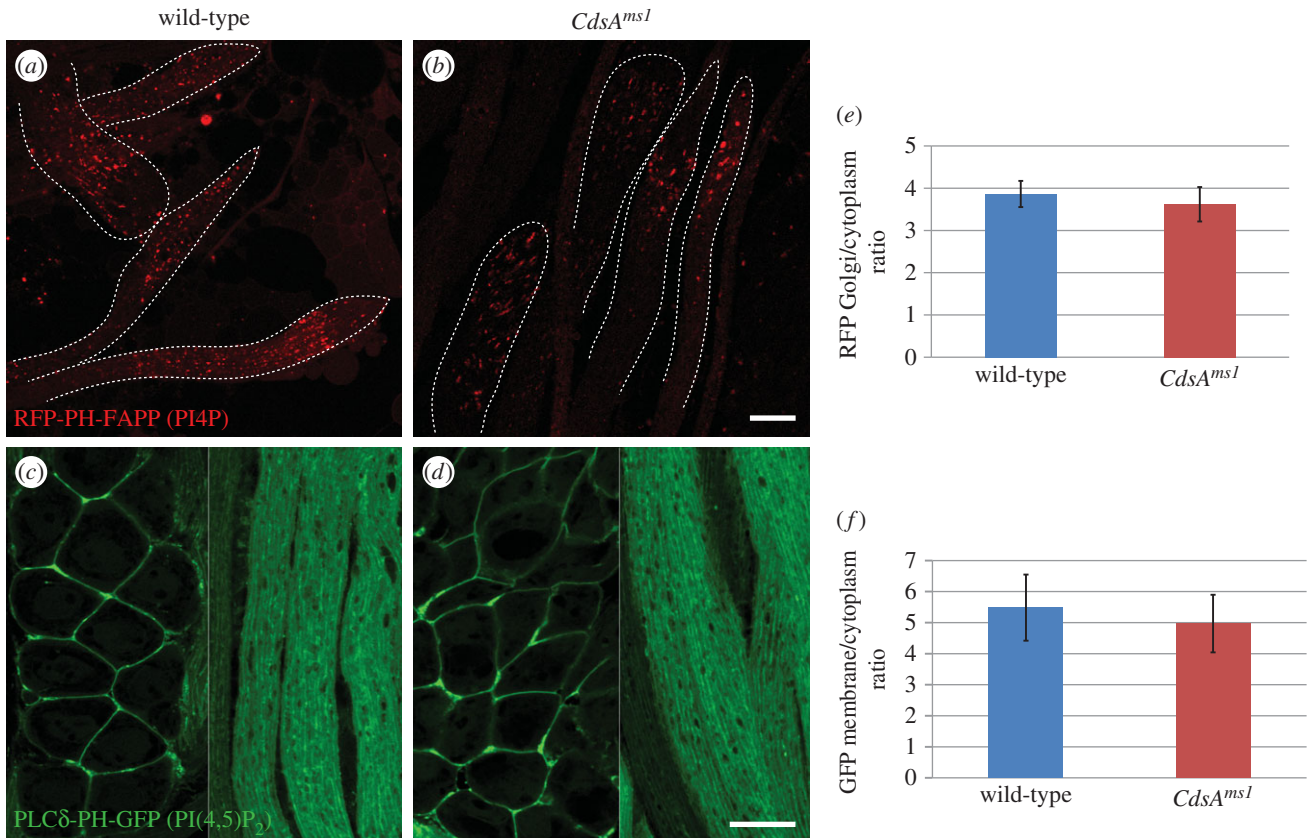 wild-type
CdsA^ms1
(a)
(b)
RFP-PH-FAPP (PI4P)
(c)
(d)
PLCδ-PH-GFP (PI(4,5)P₂)
(e)
RFP Golgi/cytoplasm
ratio
5
4
3
2
1
0
wild-type
CdsA^ms1
(f)
GFP membrane/cytoplasm
ratio
7
6
5
4
3
2
1
0
wild-type
CdsA^ms1